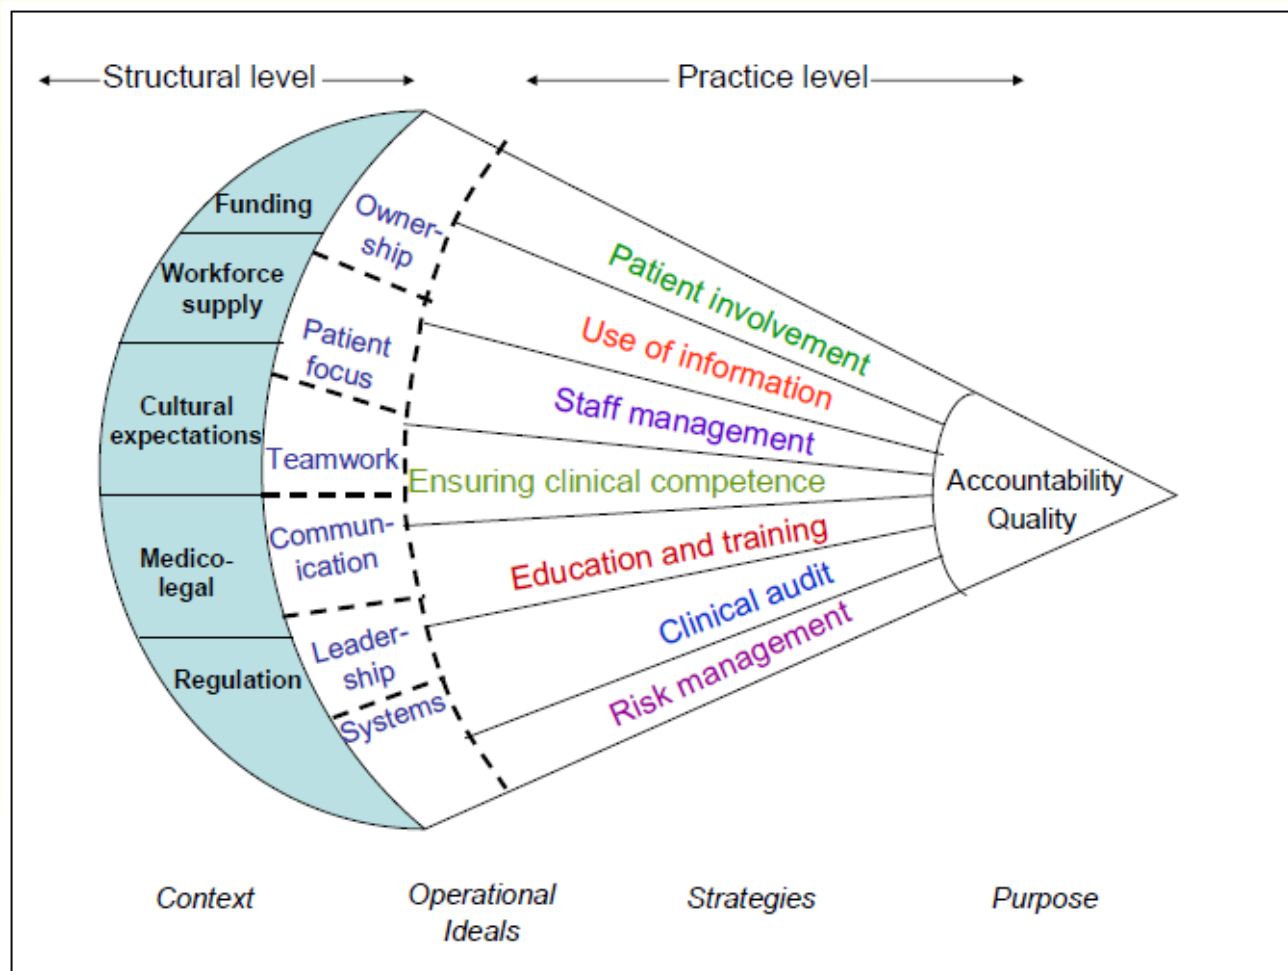 Structural level
Practice level
Funding
Workforce
supply
Cultural
expectations
Medico-
legal
Regulation
Owner-
ship
Patient
focus
Teamwork
Commun-
ication
Leader-
ship
Systems
Patient involvement
Use of information
Staff management
Ensuring clinical competence
Education and training
Clinical audit
Risk management
Accountability
Quality
Context
Operational
Ideals
Strategies
Purpose